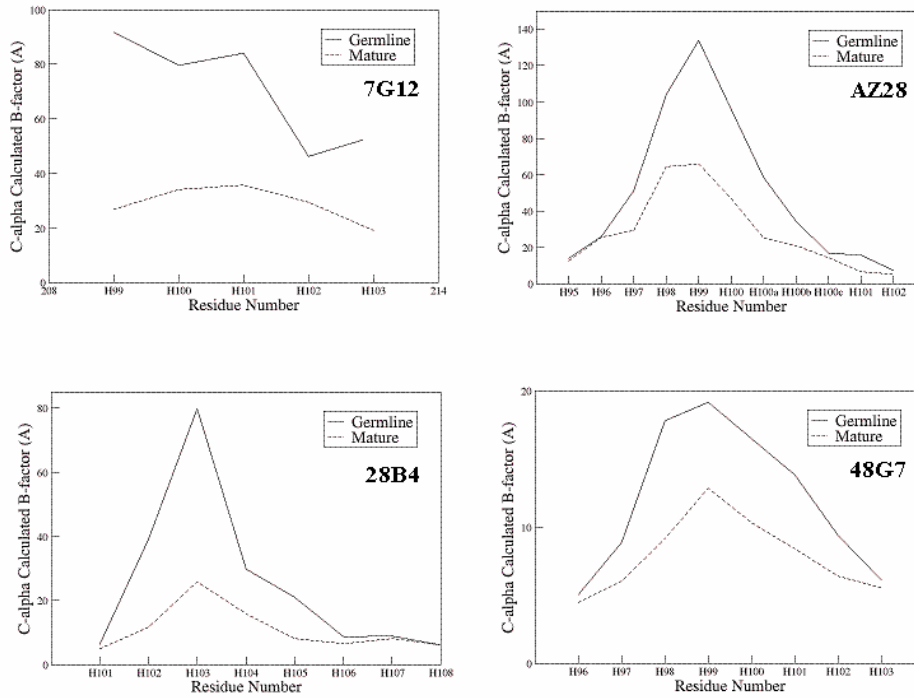 C-alpha Calculated B-factor (A)
100
80
60
40
20
0
Germline
Mature
7G12
208 H99 H100 H101 H102 H103 214
Residue Number
C-alpha Calculated B-factor (A)
140
120
100
80
60
40
20
0
Germline
Mature
AZ28
H95 H96 H97 H98 H99 H100 H100a H100b H100c H101 H102
Residue Number
C-alpha Calculated B-factor (A)
80
60
40
20
0
Germline
Mature
28B4
H101 H102 H103 H104 H105 H106 H107 H108
Residue Number
C-alpha Calculated B-factor (A)
20
10
0
Germline
Mature
48G7
H96 H97 H98 H99 H100 H101 H102 H103
Residue Number